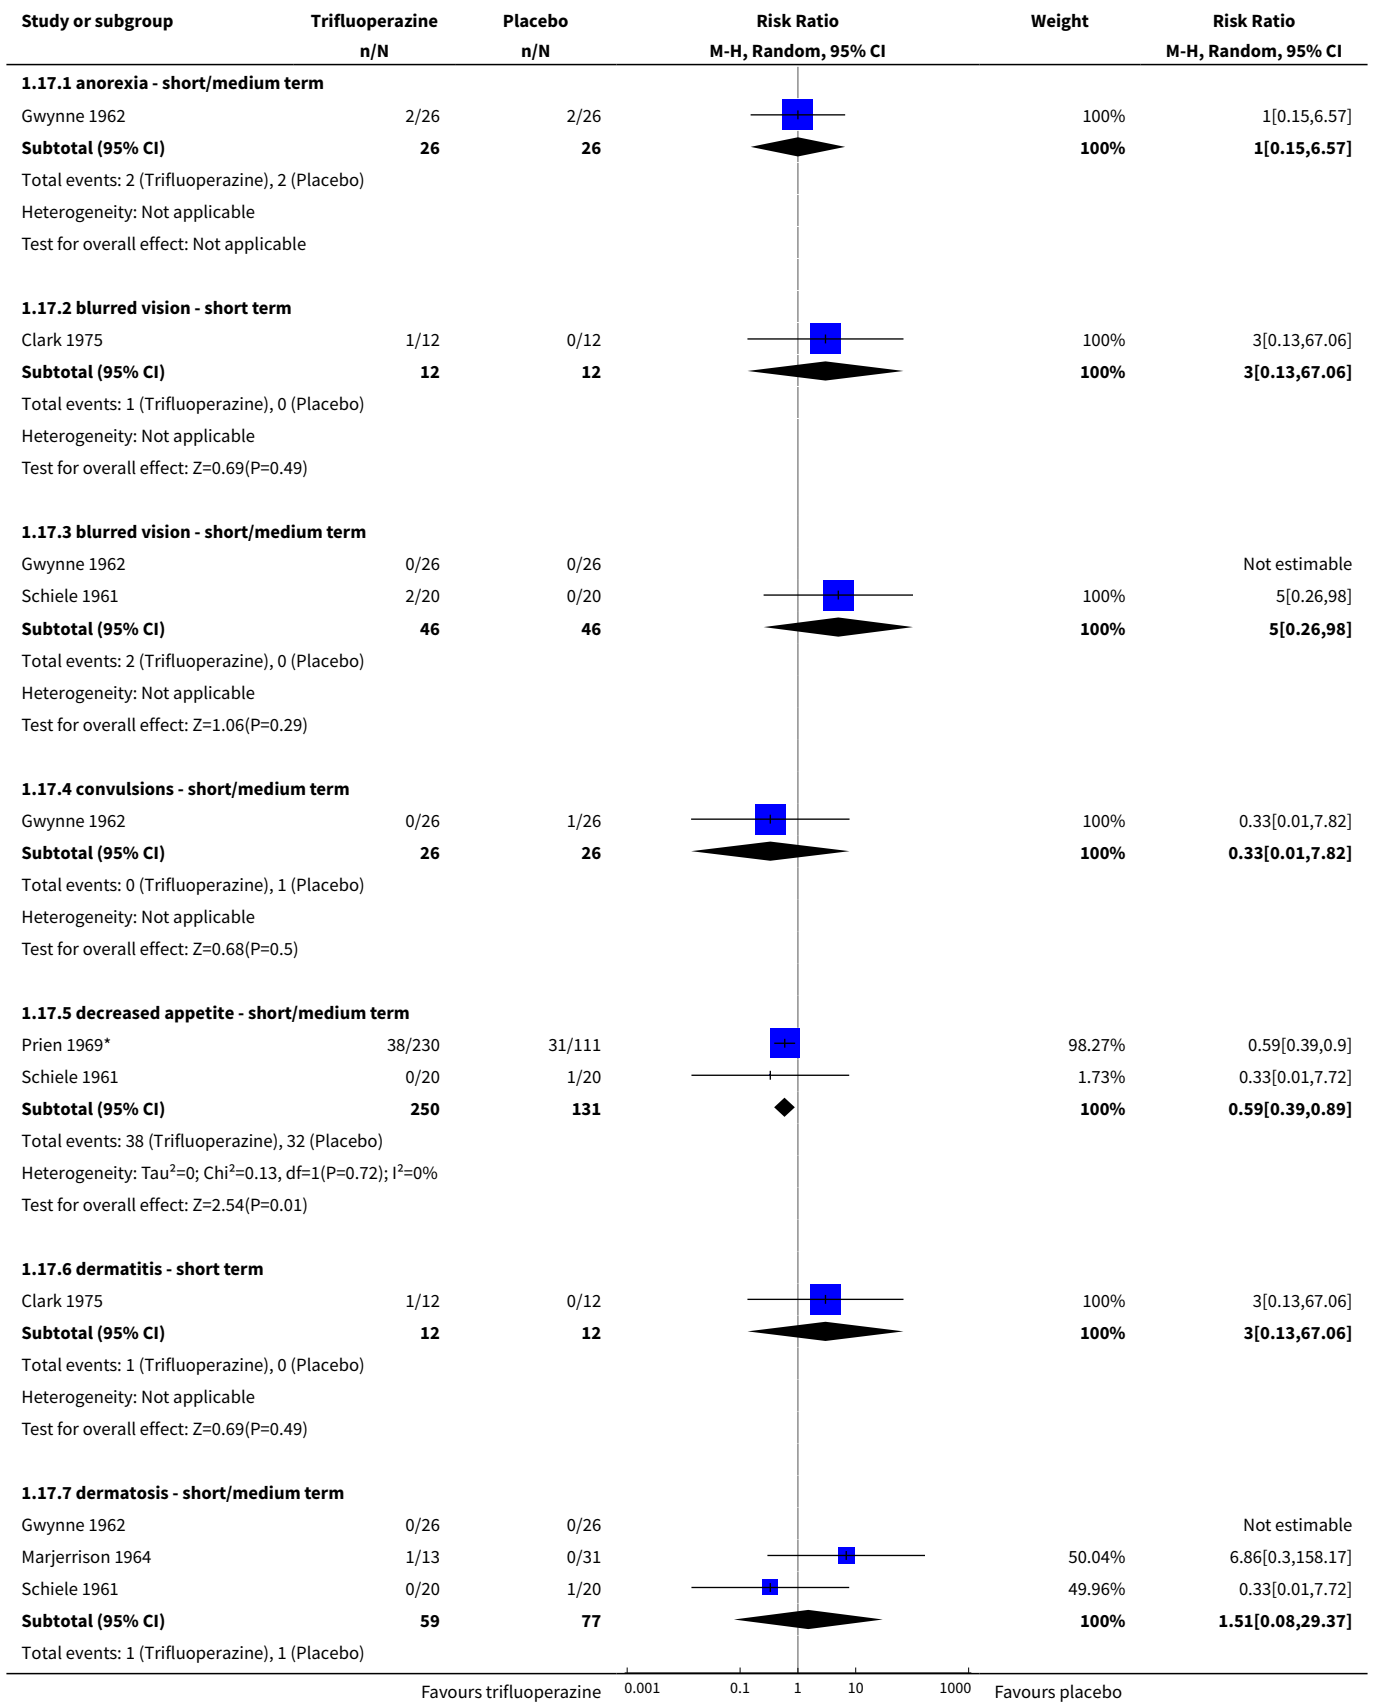 Study or subgroup Trifluoperazine Placebo Risk Ratio Weight Risk Ratio
n/N n/N M-H, Random, 95% CI M-H, Random, 95% CI
1.17.1 anorexia - short/medium term
Gwynne 1962 2/26 2/26 100% 1[0.15,6.57]
Subtotal (95% CI) 26 26 100% 1[0.15,6.57]
Total events: 2 (Trifluoperazine), 2 (Placebo)
Heterogeneity: Not applicable
Test for overall effect: Not applicable
1.17.2 blurred vision - short term
Clark 1975 1/12 0/12 100% 3[0.13,67.06]
Subtotal (95% CI) 12 12 100% 3[0.13,67.06]
Total events: 1 (Trifluoperazine), 0 (Placebo)
Heterogeneity: Not applicable
Test for overall effect: Z=0.69(P=0.49)
1.17.3 blurred vision - short/medium term
Gwynne 1962 0/26 0/26 Not estimable
Schiele 1961 2/20 0/20 100% 5[0.26,98]
Subtotal (95% CI) 46 46 100% 5[0.26,98]
Total events: 2 (Trifluoperazine), 0 (Placebo)
Heterogeneity: Not applicable
Test for overall effect: Z=1.06(P=0.29)
1.17.4 convulsions - short/medium term
Gwynne 1962 0/26 1/26 100% 0.33[0.01,7.82]
Subtotal (95% CI) 26 26 100% 0.33[0.01,7.82]
Total events: 0 (Trifluoperazine), 1 (Placebo)
Heterogeneity: Not applicable
Test for overall effect: Z=0.68(P=0.5)
1.17.5 decreased appetite - short/medium term
Prien 1969* 38/230 31/111 98.27% 0.59[0.39,0.9]
Schiele 1961 0/20 1/20 1.73% 0.33[0.01,7.72]
Subtotal (95% CI) 250 131 100% 0.59[0.39,0.89]
Total events: 38 (Trifluoperazine), 32 (Placebo)
Heterogeneity: Tau²=0; Chi²=0.13, df=1(P=0.72); I²=0%
Test for overall effect: Z=2.54(P=0.01)
1.17.6 dermatitis - short term
Clark 1975 1/12 0/12 100% 3[0.13,67.06]
Subtotal (95% CI) 12 12 100% 3[0.13,67.06]
Total events: 1 (Trifluoperazine), 0 (Placebo)
Heterogeneity: Not applicable
Test for overall effect: Z=0.69(P=0.49)
1.17.7 dermatosis - short/medium term
Gwynne 1962 0/26 0/26 Not estimable
Marjerrison 1964 1/13 0/31 50.04% 6.86[0.3,158.17]
Schiele 1961 0/20 1/20 49.96% 0.33[0.01,7.72]
Subtotal (95% CI) 59 77 100% 1.51[0.08,29.37]
Total events: 1 (Trifluoperazine), 1 (Placebo)
Favours trifluoperazine 0.001 0.1 1 10 1000 Favours placebo